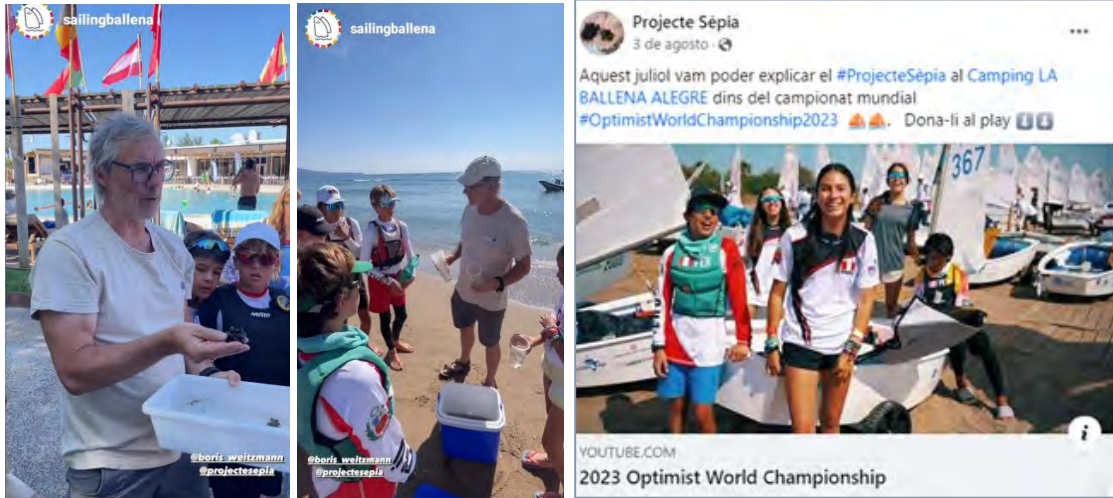 sailingballena
@boris_weitzmann
@projectesepia
sailingballena
@boris_weitzmann
@projectesepia
Projecte Sèpia
3 de agosto
Aquest juliol vam poder explicar el #ProjecteSèpia al Camping LA
BALLENA ALEGRE dins del campionat mundial
#OptimistWorldChampionship2023 ⛵⛵. Dona-li al play ⬇️⬇️
367
YOUTUBE.COM
2023 Optimist World Championship